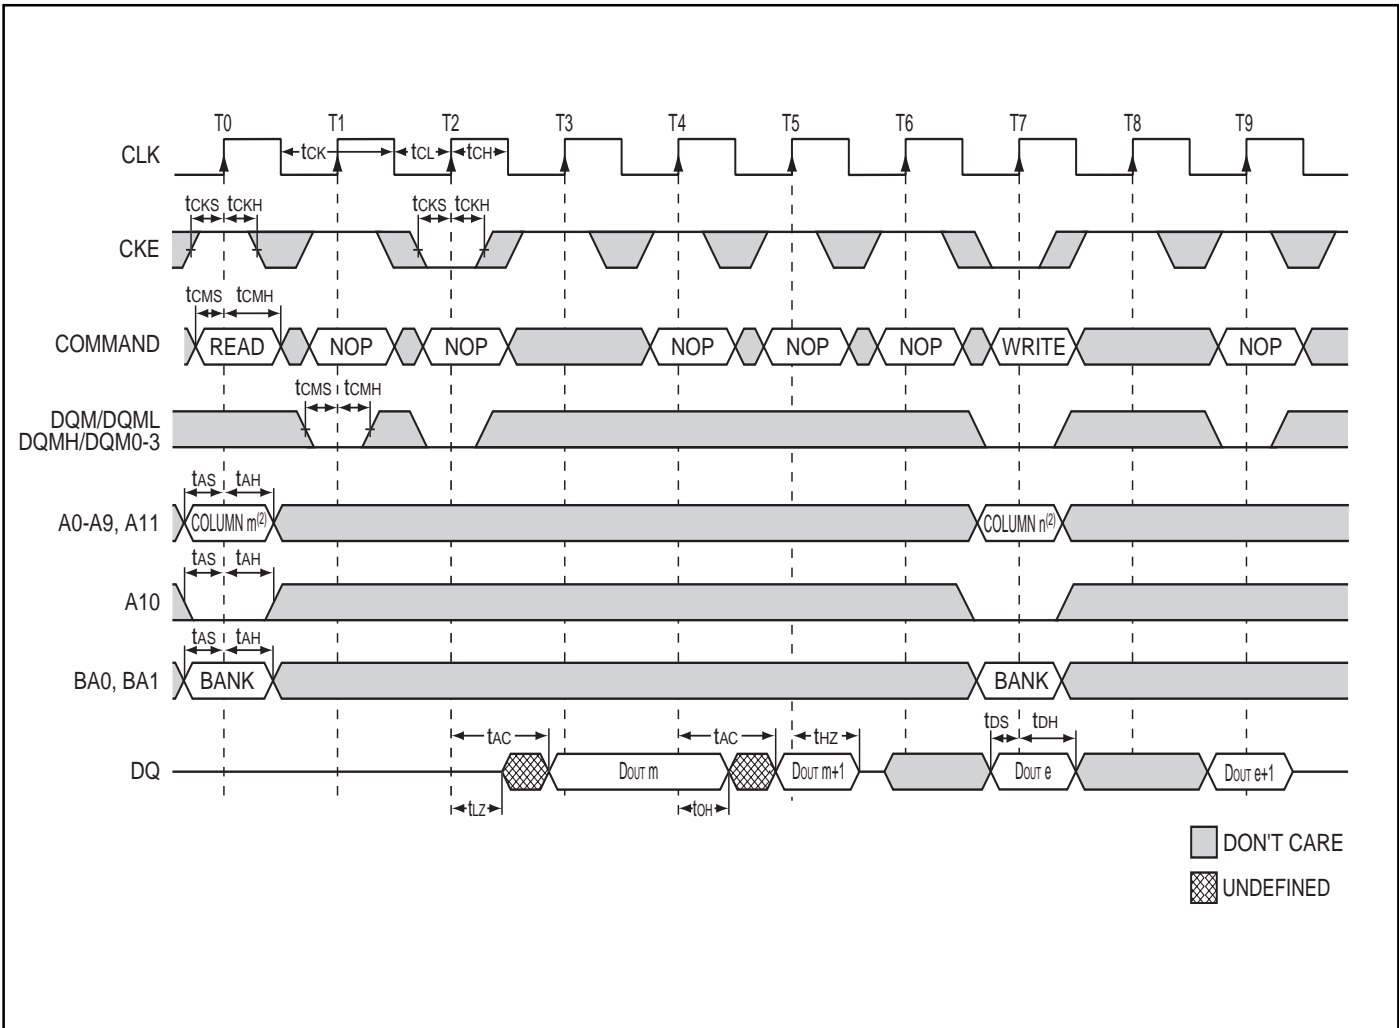 T0 T1 T2 T3 T4 T5 T6 T7 T8 T9
CLK tCK tCL tCH
tCKS tCKH tCKS tCKH
CKE
tCMS tCMH
COMMAND READ NOP NOP NOP NOP NOP WRITE NOP
tCMS tCMH
DQM/DQML
DQMH/DQM0-3
tAS tAH
A0-A9, A11 COLUMN m(2) COLUMN n(2)
tAS tAH
A10
tAS tAH
BA0, BA1 BANK BANK
tAC tAC tHZ tDS tDH
DQ DOUT m DOUT m+1 DOUT e DOUT e+1
tLZ tOH
DON'T CARE
UNDEFINED